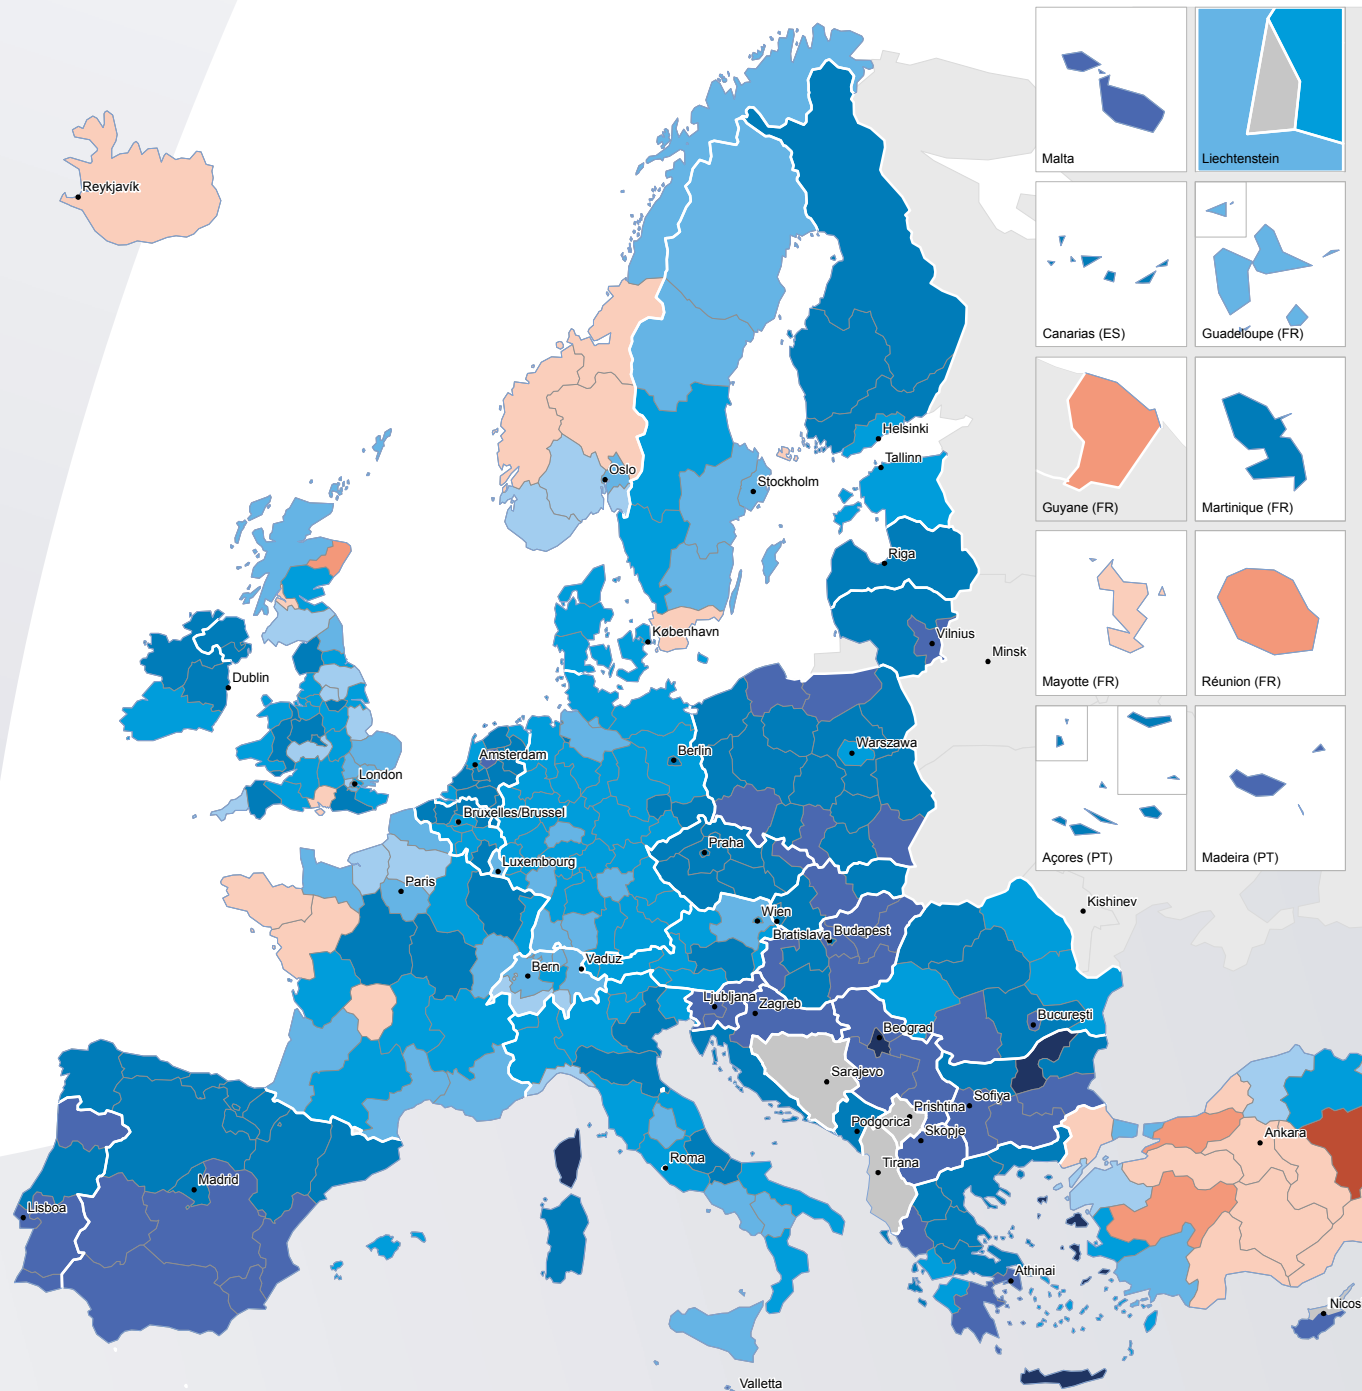 Malta
Liechtenstein
Reykjavík
Canarias (ES)
Guadeloupe (FR)
Helsinki
Tallinn
Oslo
Stockholm
Guyane (FR)
Martinique (FR)
Riga
København
Vilnius
Minsk
Dublin
Mayotte (FR)
Réunion (FR)
Amsterdam
Berlin
Warszawa
London
Bruxelles/Brussel
Praha
Luxembourg
Açores (PT)
Madeira (PT)
Paris
Kishinev
Wien
Bratislava
Budapest
Bern
Vaduz
Ljubljana
Zagreb
Bucureşti
Beograd
Sarajevo
Prishtina
Sofiya
Podgorica
Skopje
Ankara
Roma
Tirana
Madrid
Lisboa
Athinai
Nicos
Valletta